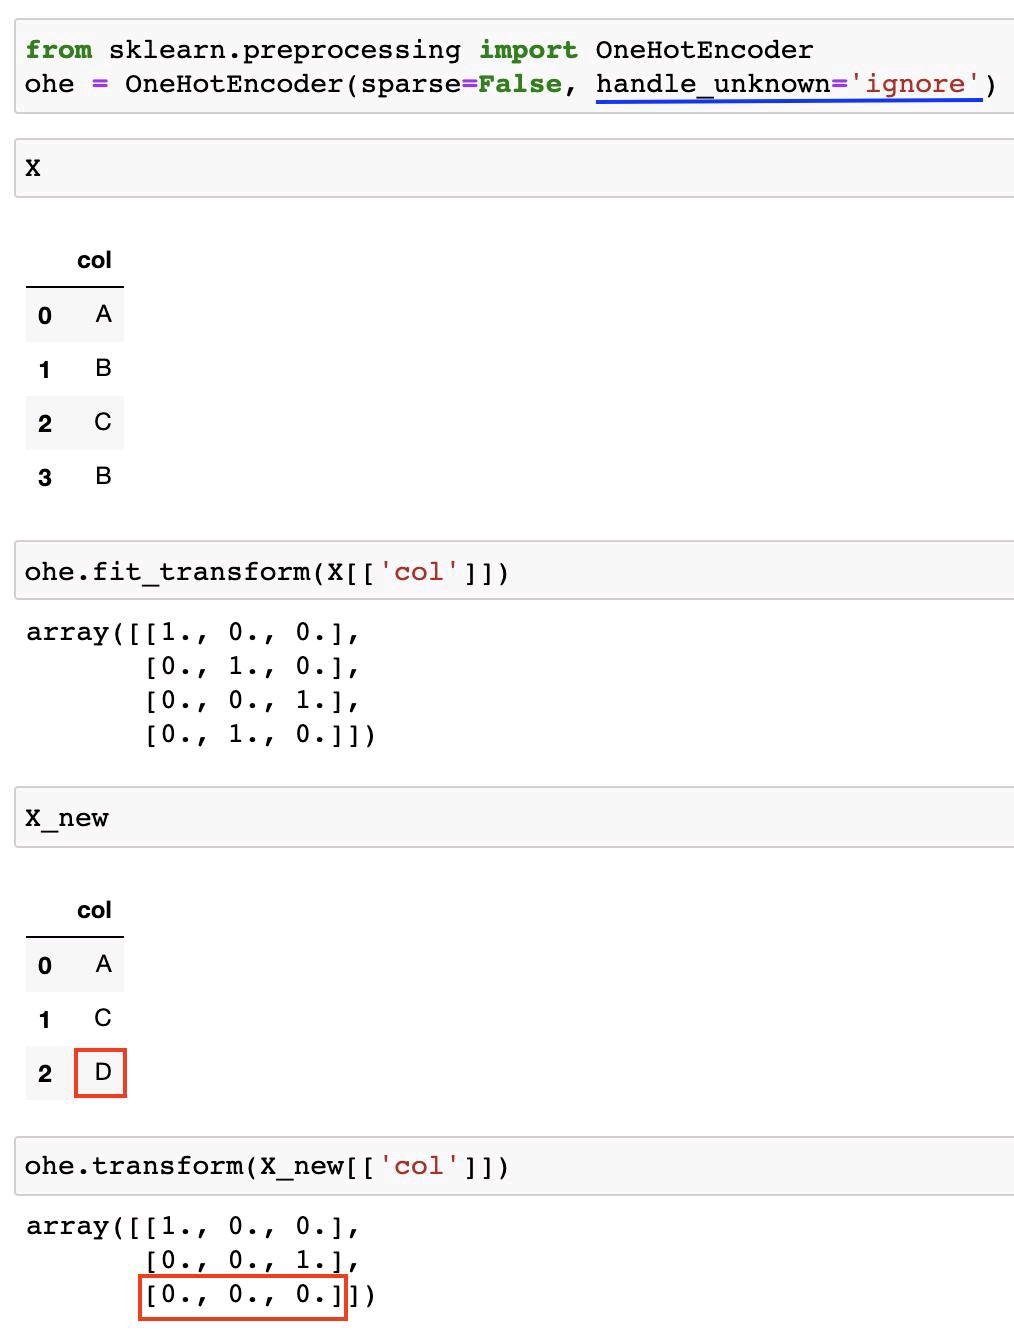 from sklearn.preprocessing import OneHotEncoder
ohe = OneHotEncoder(sparse=False, handle_unknown='ignore')
X
col
0 A
1 B
2 C
3 B
ohe.fit_transform(X[['col']])
array([[1., 0., 0.],
[0., 1., 0.],
[0., 0., 1.],
[0., 1., 0.]])
X_new
col
0 A
1 C
2 D
ohe.transform(X_new[['col']])
array([[1., 0., 0.],
[0., 0., 1.],
[0., 0., 0.]])